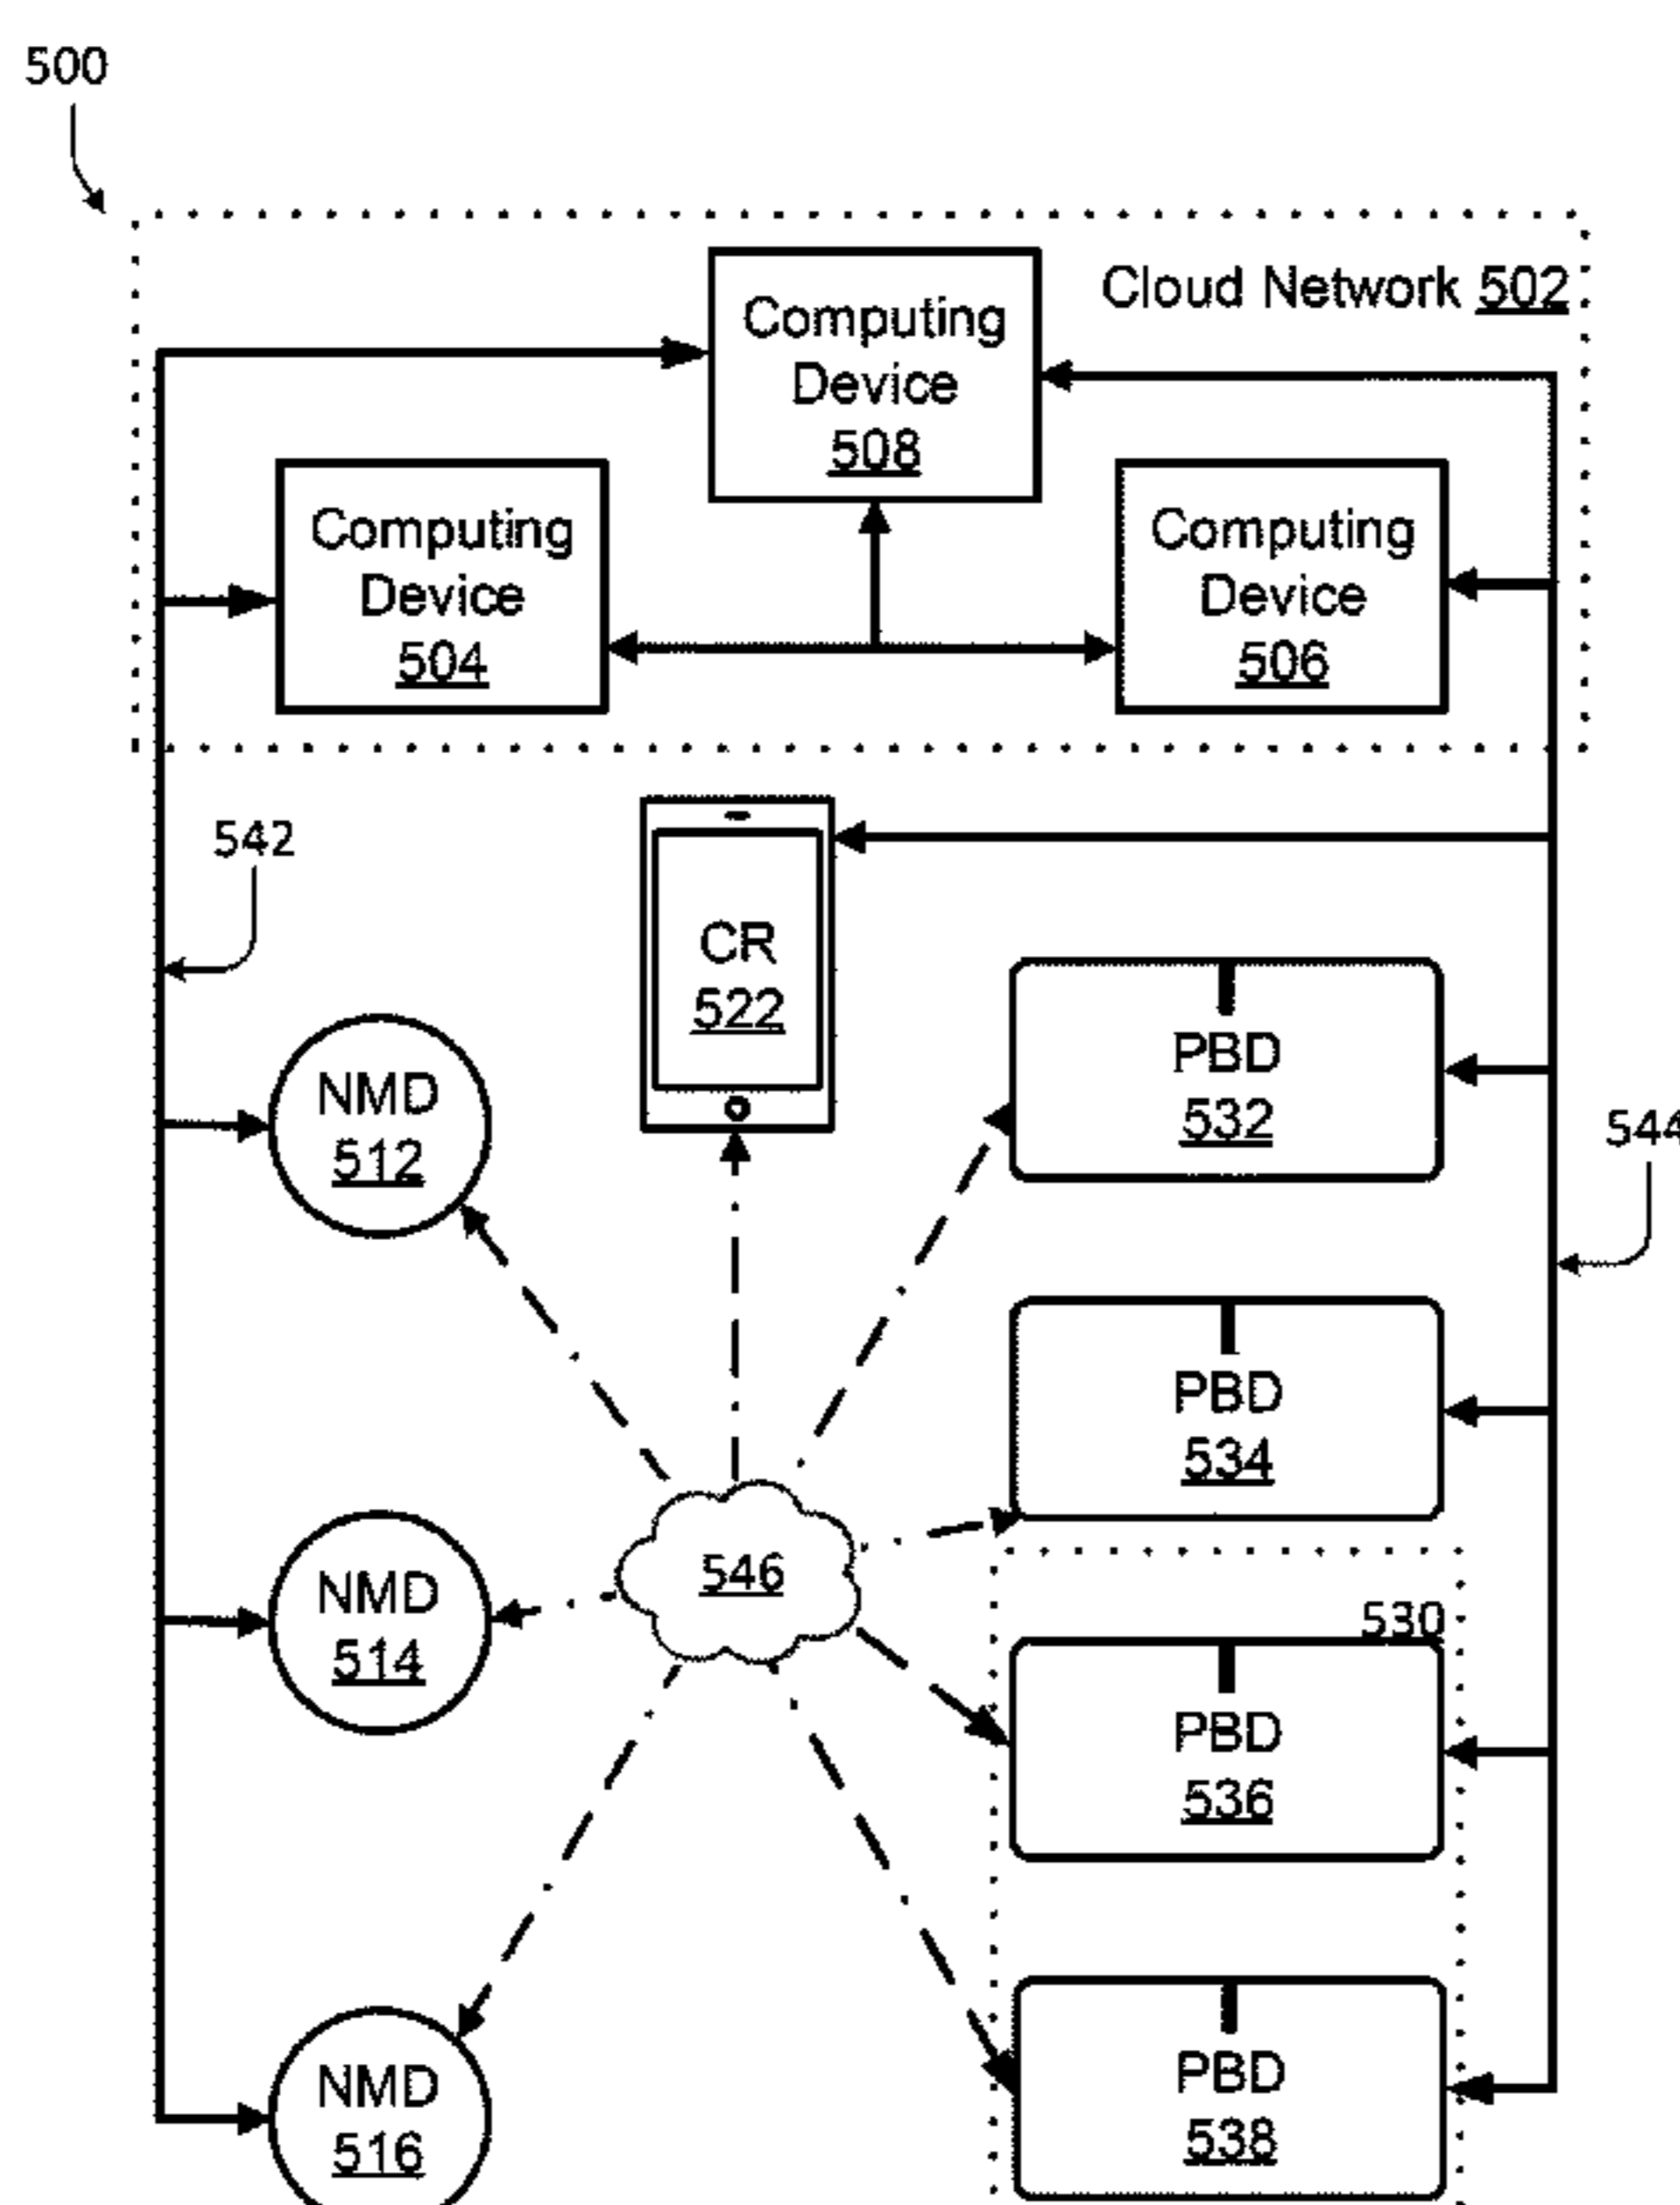 500
Cloud Network 502
Computing
Device
508
Computing
Device
504
Computing
Device
506
542
CR
522
PBD
532
NMD
512
544
PBD
534
546
NMD
514
530
PBD
536
NMD
516
PBD
538